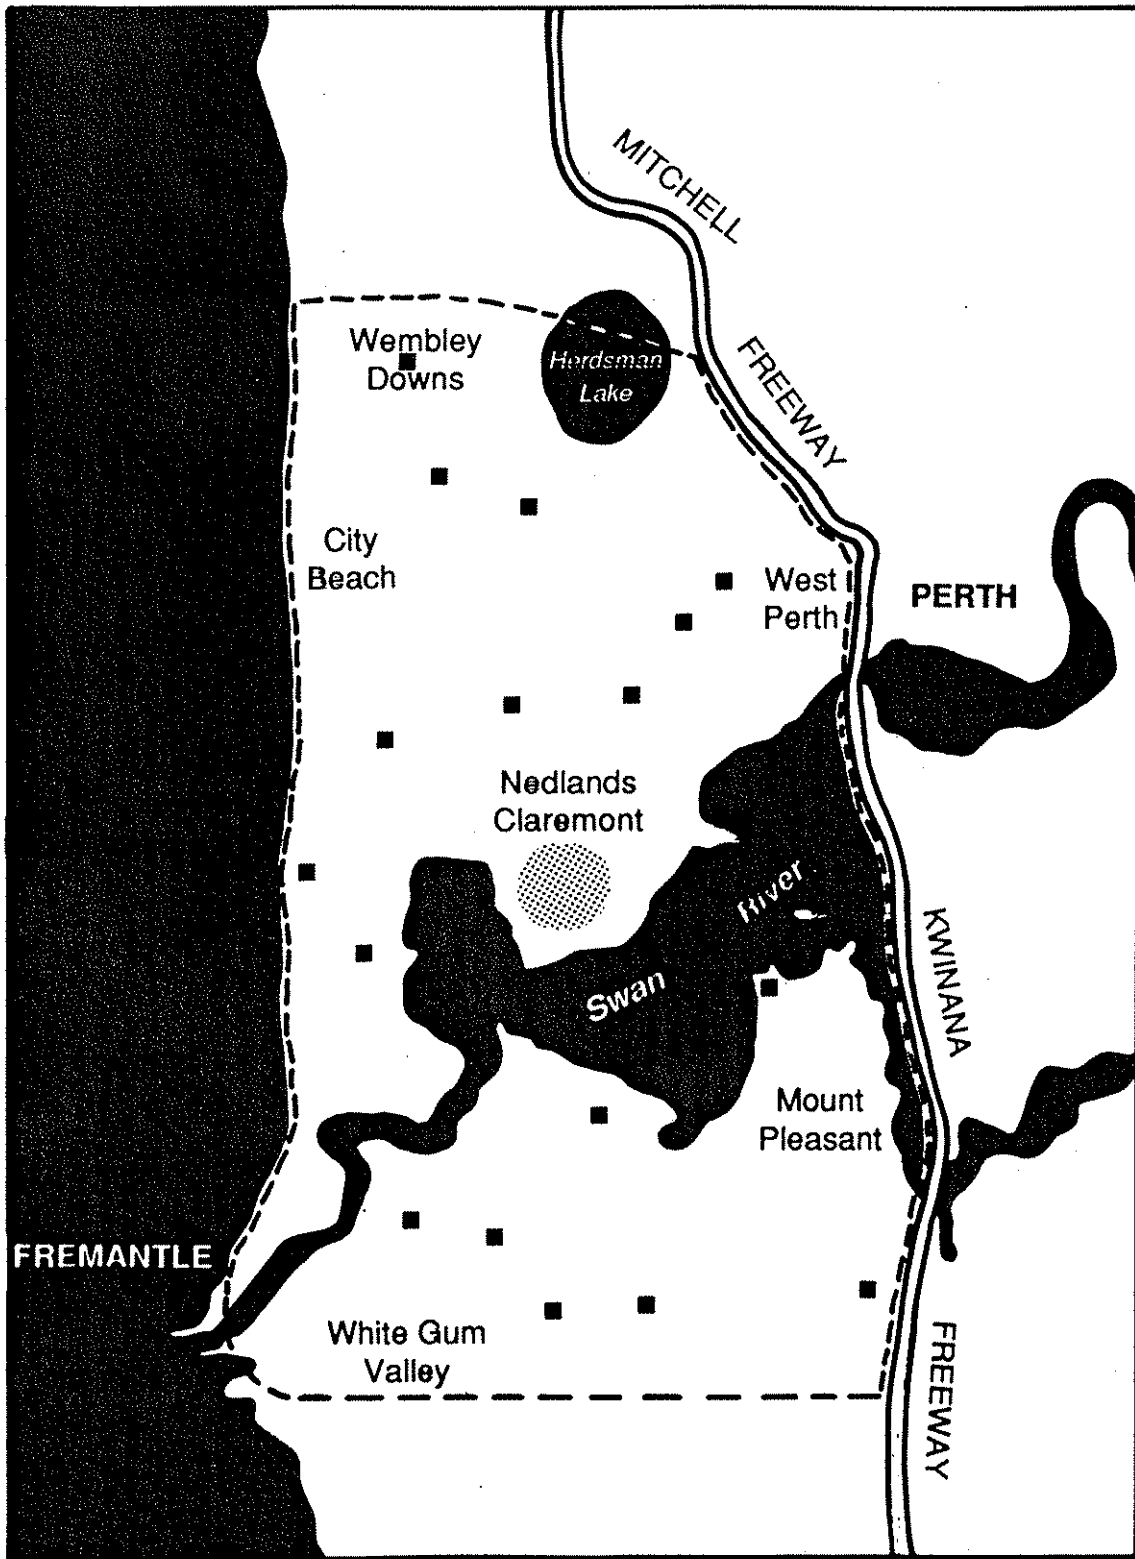 MITCHELL
FREEWAY
Wembley
Downs
Herdsman
Lake
City
Beach
West
Perth
PERTH
Nedlands
Claremont
River
Swan
KWINANA
Mount
Pleasant
FREMANTLE
White Gum
Valley
FREEWAY